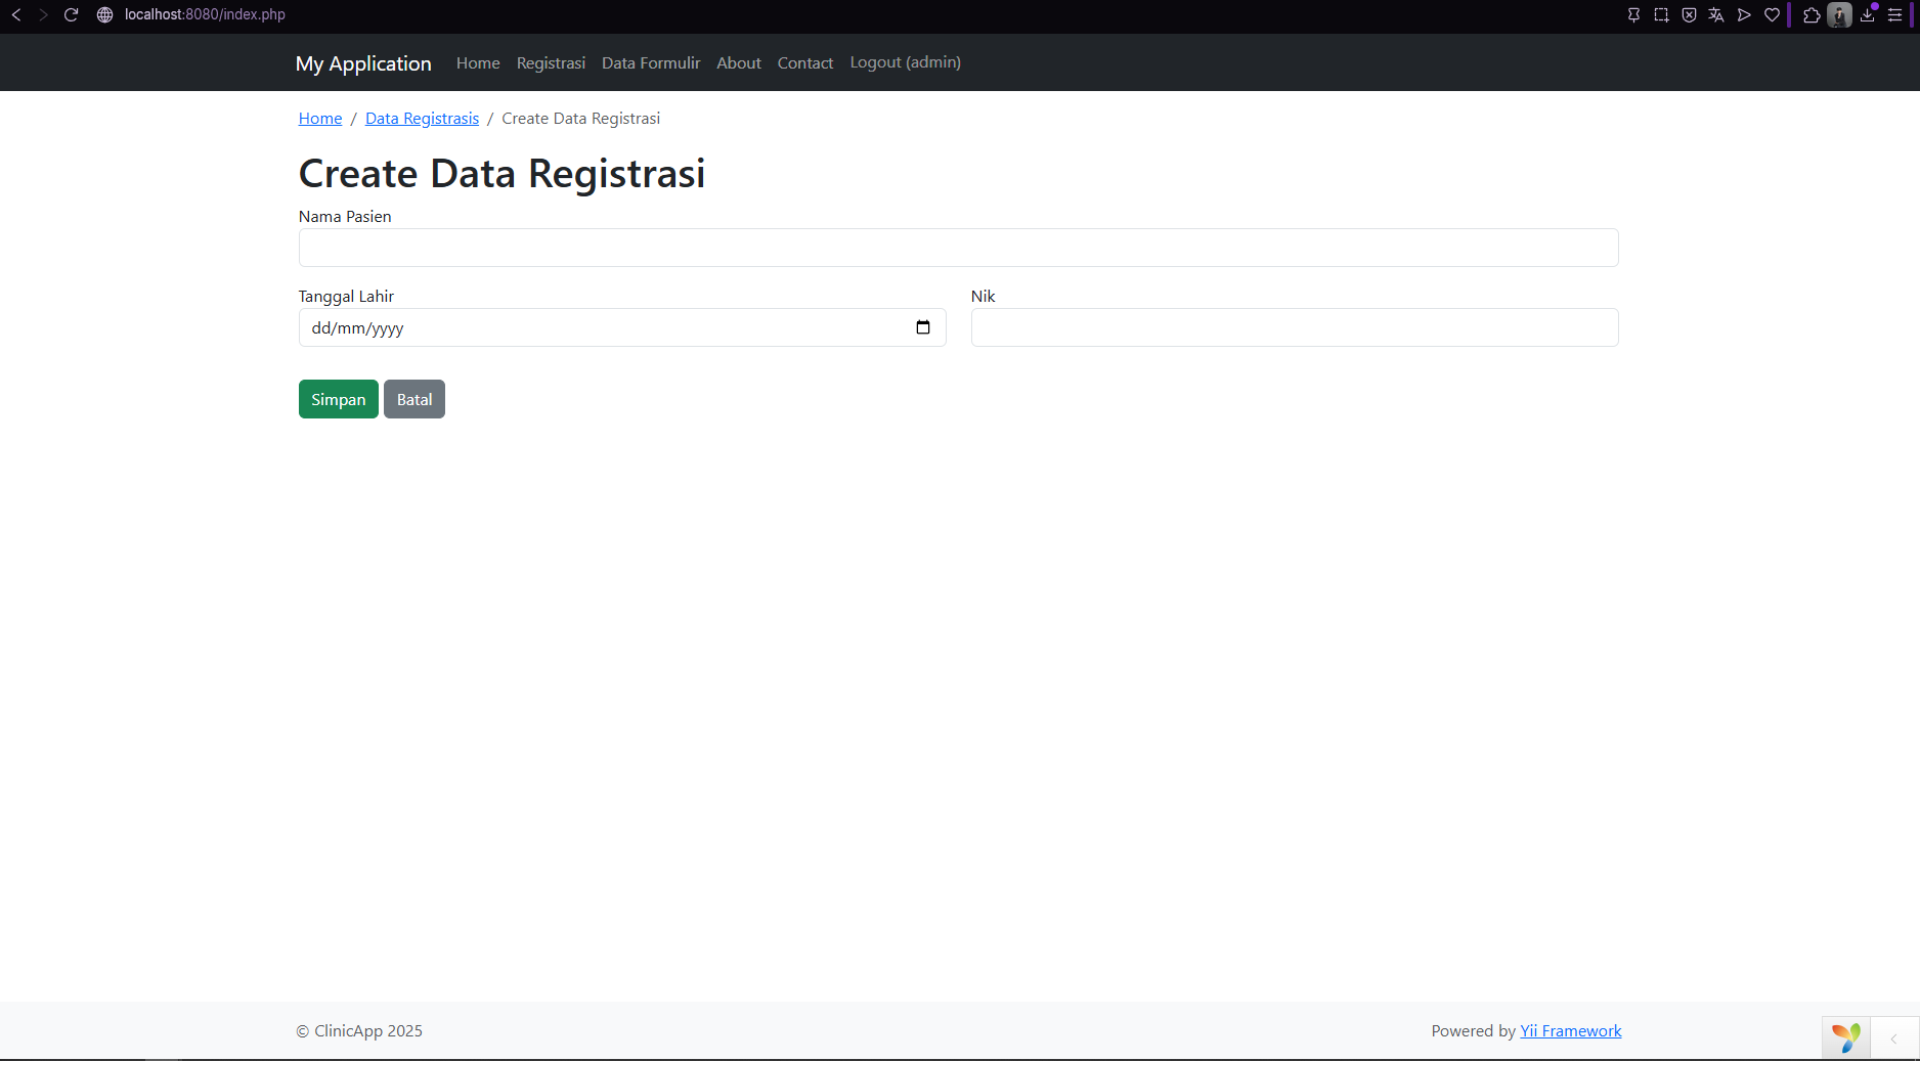 localhost:8080/index.php
My Application Home Registrasi Data Formulir About Contact Logout (admin)
Home / Data Registrasis / Create Data Registrasi
Create Data Registrasi
Nama Pasien
Tanggal Lahir Nik
dd/mm/yyyy
Simpan Batal
© ClinicApp 2025 Powered by Yii Framework